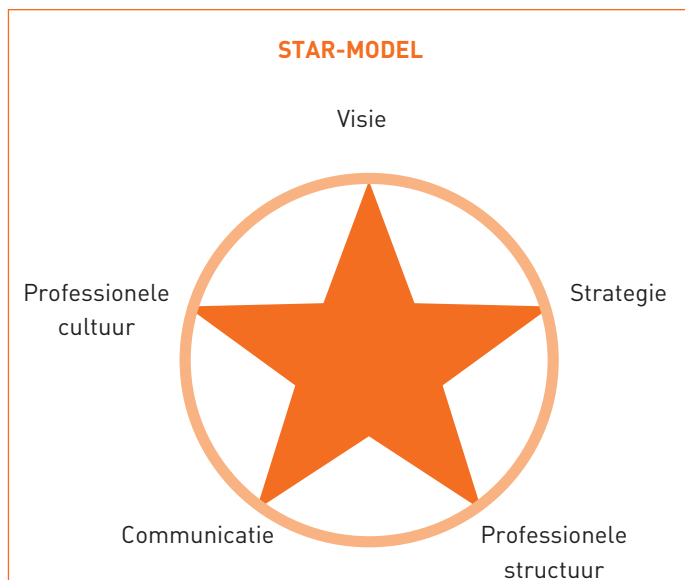 STAR-MODEL
Visie
Professionele
cultuur
Strategie
Communicatie
Professionele
structuur